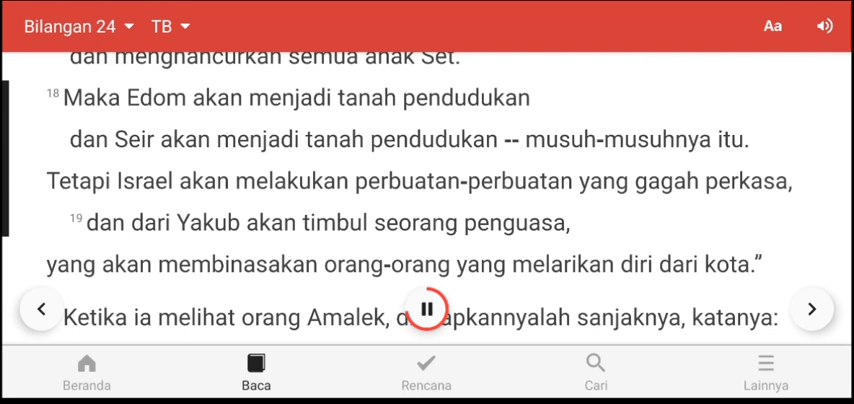 Bilangan 24 TB Aa
dan menghancurkan semua anak Set.
18 Maka Edom akan menjadi tanah pendudukan
dan Seir akan menjadi tanah pendudukan -- musuh-musuhnya itu.
Tetapi Israel akan melakukan perbuatan-perbuatan yang gagah perkasa,
19 dan dari Yakub akan timbul seorang penguasa,
yang akan membinasakan orang-orang yang melarikan diri dari kota."
Ketika ia melihat orang Amalek, sanjaknya, katanya:
Beranda Baca Rencana Cari Lainnya